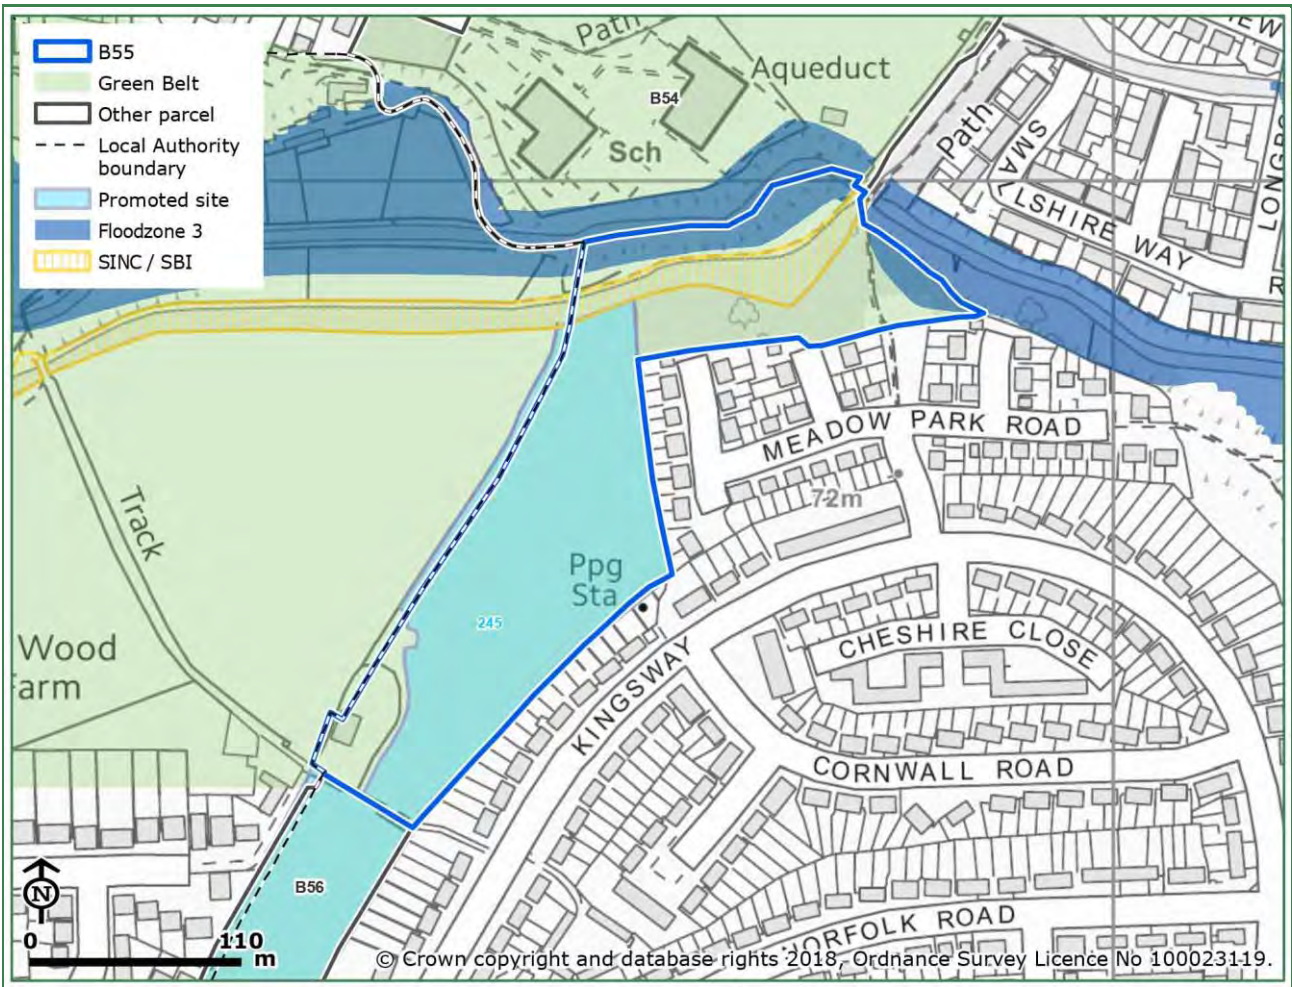 B55
Green Belt
Other parcel
Local Authority
boundary
Promoted site
Floodzone 3
SINC / SBI
Path
Aqueduct
B54
Sch
Path
LSHIRE WAY
MEADOW PARK ROAD
72m
Track
Ppg
Sta
245
Wood
CHESHIRE CLOSE
KINGSWAY
CORNWALL ROAD
B56
NORFOLK ROAD
N
0 110
m
© Crown copyright and database rights 2018, Ordnance Survey Licence No 100023119.